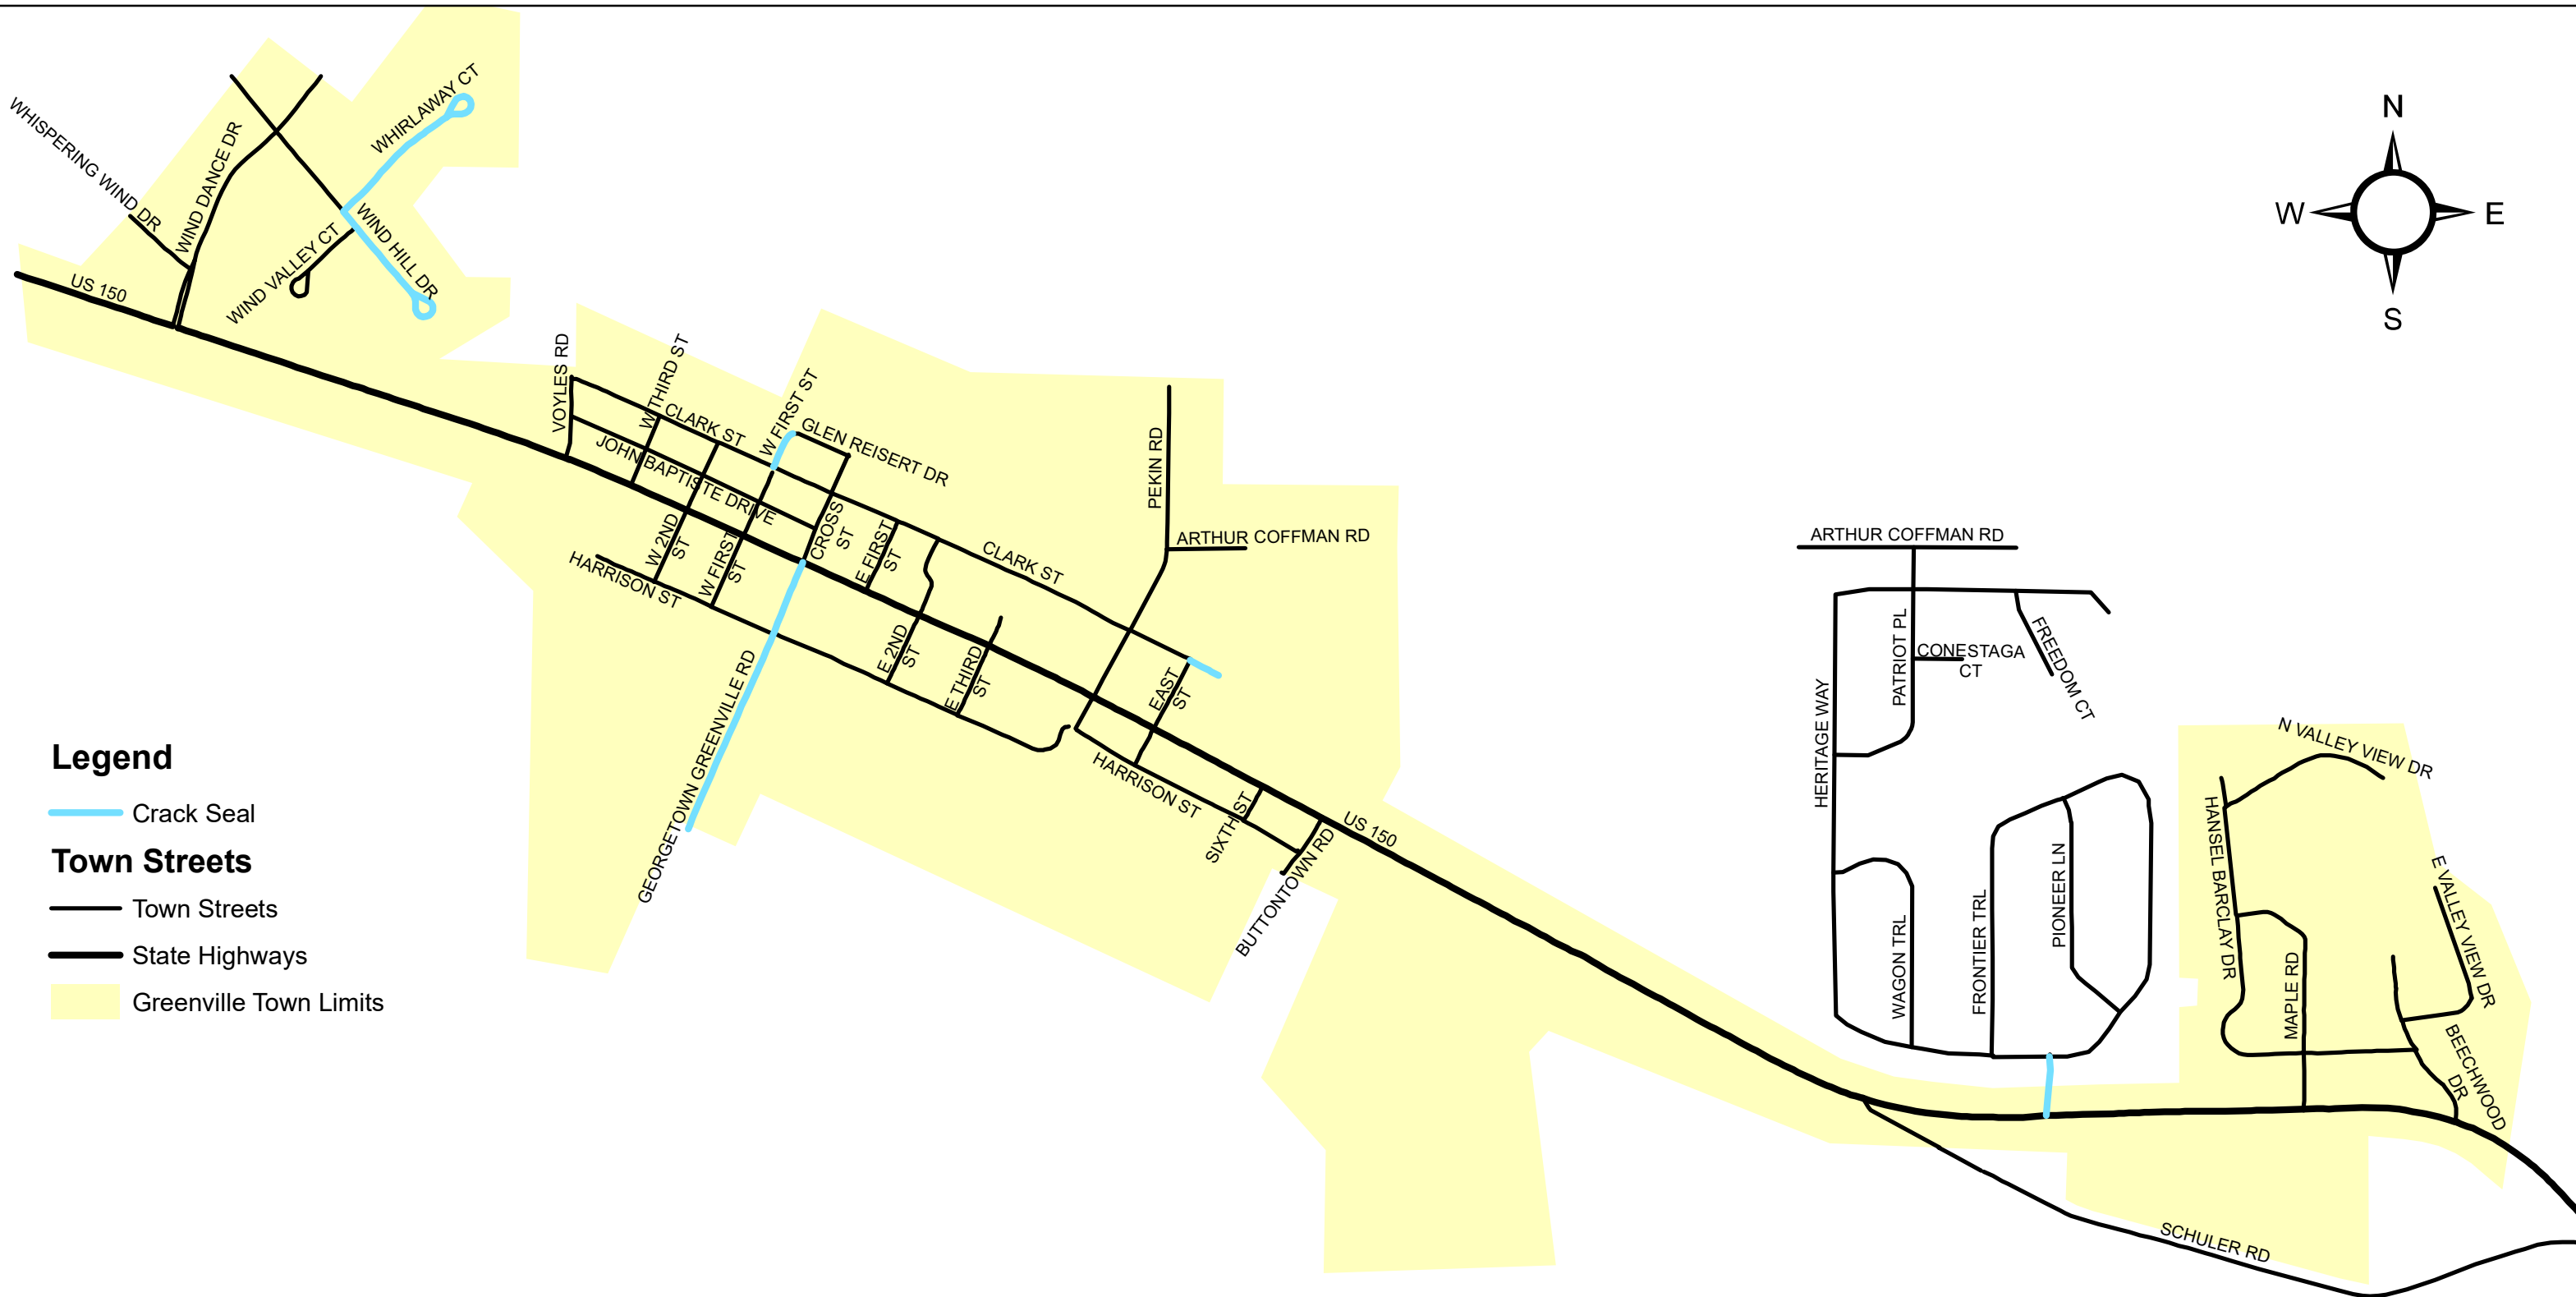 WHIRLAWAY CT
WHISPERING WIND DR
WIND DANCE DR
WIND HILL DR
WIND VALLEY CT
US 150
N
W
E
S
VOYLES RD
W THIRD ST
CLARK ST
W FIRST ST
GLEN REISERT DR
JOHN BAPTISTE DRIVE
PEKIN RD
ARTHUR COFFMAN RD
CROSS
ST
E FIRST
ST
CLARK ST
W 2ND
ST
W FIRST
ST
HARRISON ST
E 2ND
ST
E THIRD
ST
EAST
ST
GEORGETOWN GREENVILLE RD
HARRISON ST
SIXTH ST
US 150
BUTTONTOWN RD
ARTHUR COFFMAN RD
PATRIOT PL
CONESTAGA
CT
FREEDOM CT
HERITAGE WAY
WAGON TRL
FRONTIER TRL
PIONEER LN
N VALLEY VIEW DR
HANSEL BARCLAY DR
E VALLEY VIEW DR
MAPLE RD
BEECHWOOD
DR
SCHULER RD
Legend
Crack Seal
Town Streets
Town Streets
State Highways
Greenville Town Limits